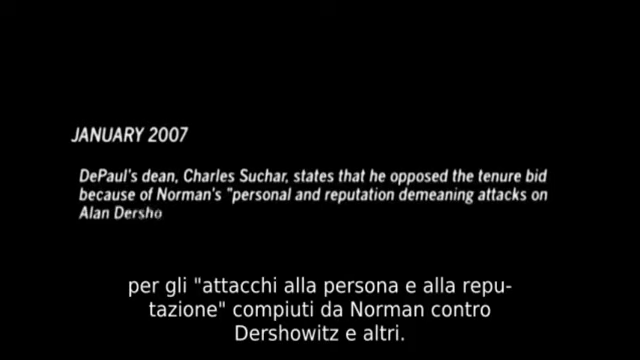 JANUARY 2007
DePaul's dean, Charles Suchar, states that he opposed the tenure bid
because of Norman's "personal and reputation demeaning attacks on
Alan Dersho
per gli "attacchi alla persona e alla repu-
tazione" compiuti da Norman contro
Dershowitz e altri.